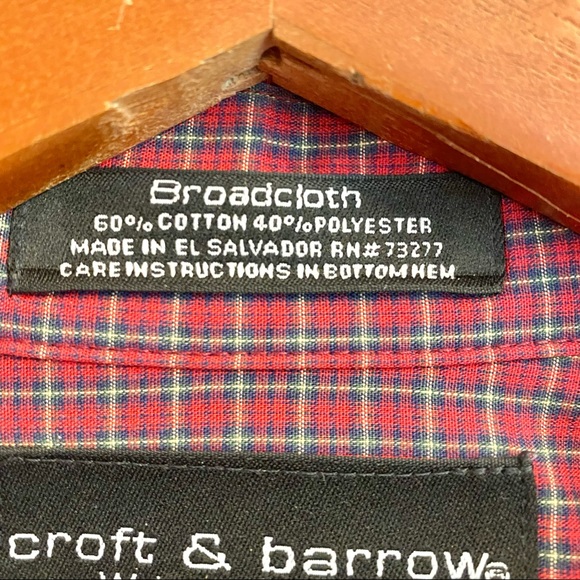 Broadcloth
60% COTTON 40% POLYESTER
MADE IN EL SALVADOR RN# 73277
CARE INSTRUCTIONS IN BOTTOM HEM
croft & barrow®